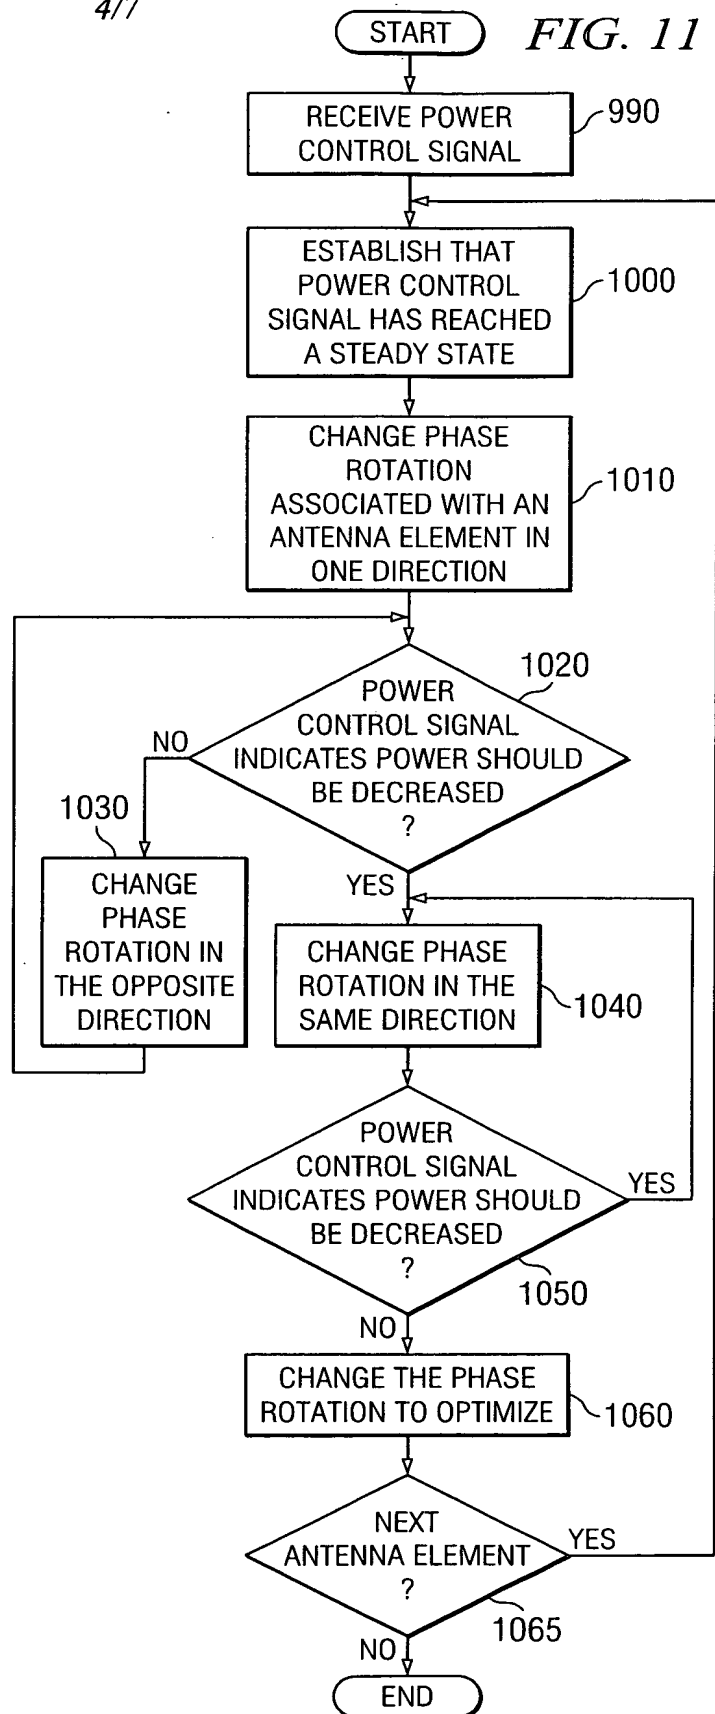 4/7
START
FIG. 11
RECEIVE POWER
CONTROL SIGNAL
990
ESTABLISH THAT
POWER CONTROL
SIGNAL HAS REACHED
A STEADY STATE
1000
CHANGE PHASE
ROTATION
ASSOCIATED WITH AN
ANTENNA ELEMENT IN
ONE DIRECTION
1010
1020
POWER
CONTROL SIGNAL
INDICATES POWER SHOULD
BE DECREASED
?
NO
1030
CHANGE
PHASE
ROTATION IN
THE OPPOSITE
DIRECTION
YES
CHANGE PHASE
ROTATION IN THE
SAME DIRECTION
1040
POWER
CONTROL SIGNAL
INDICATES POWER SHOULD
BE DECREASED
?
YES
1050
NO
CHANGE THE PHASE
ROTATION TO OPTIMIZE
1060
NEXT
ANTENNA ELEMENT
?
YES
1065
NO
END